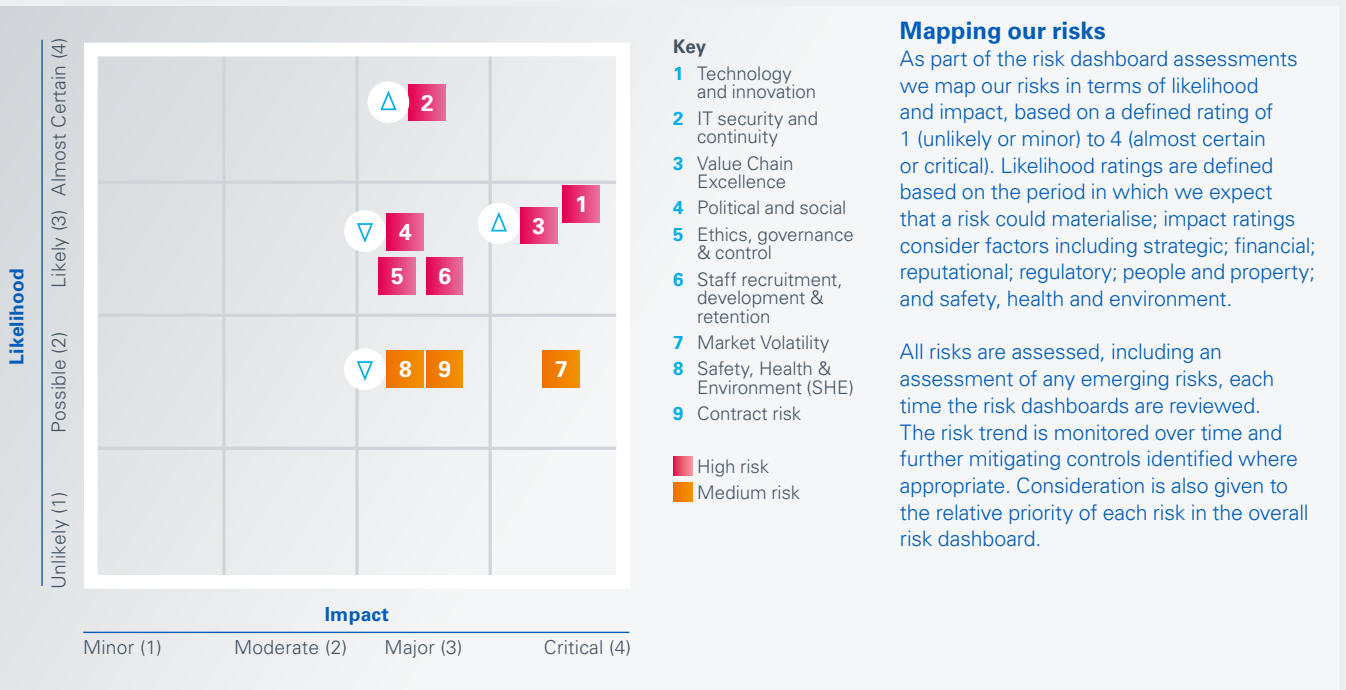 Likelihood
Almost Certain (4)
Likely (3)
Possible (2)
Unlikely (1)
2
1
3
4
5
6
8
9
7
Impact
Minor (1)
Moderate (2)
Major (3)
Critical (4)
Key
1 Technology
and innovation
2 IT security and
continuity
3 Value Chain
Excellence
4 Political and social
5 Ethics, governance
& control
6 Staff recruitment,
development &
retention
7 Market Volatility
8 Safety, Health &
Environment (SHE)
9 Contract risk
High risk
Medium risk
Mapping our risks
As part of the risk dashboard assessments
we map our risks in terms of likelihood
and impact, based on a defined rating of
1 (unlikely or minor) to 4 (almost certain
or critical). Likelihood ratings are defined
based on the period in which we expect
that a risk could materialise; impact ratings
consider factors including strategic; financial;
reputational; regulatory; people and property;
and safety, health and environment.
All risks are assessed, including an
assessment of any emerging risks, each
time the risk dashboards are reviewed.
The risk trend is monitored over time and
further mitigating controls identified where
appropriate. Consideration is also given to
the relative priority of each risk in the overall
risk dashboard.